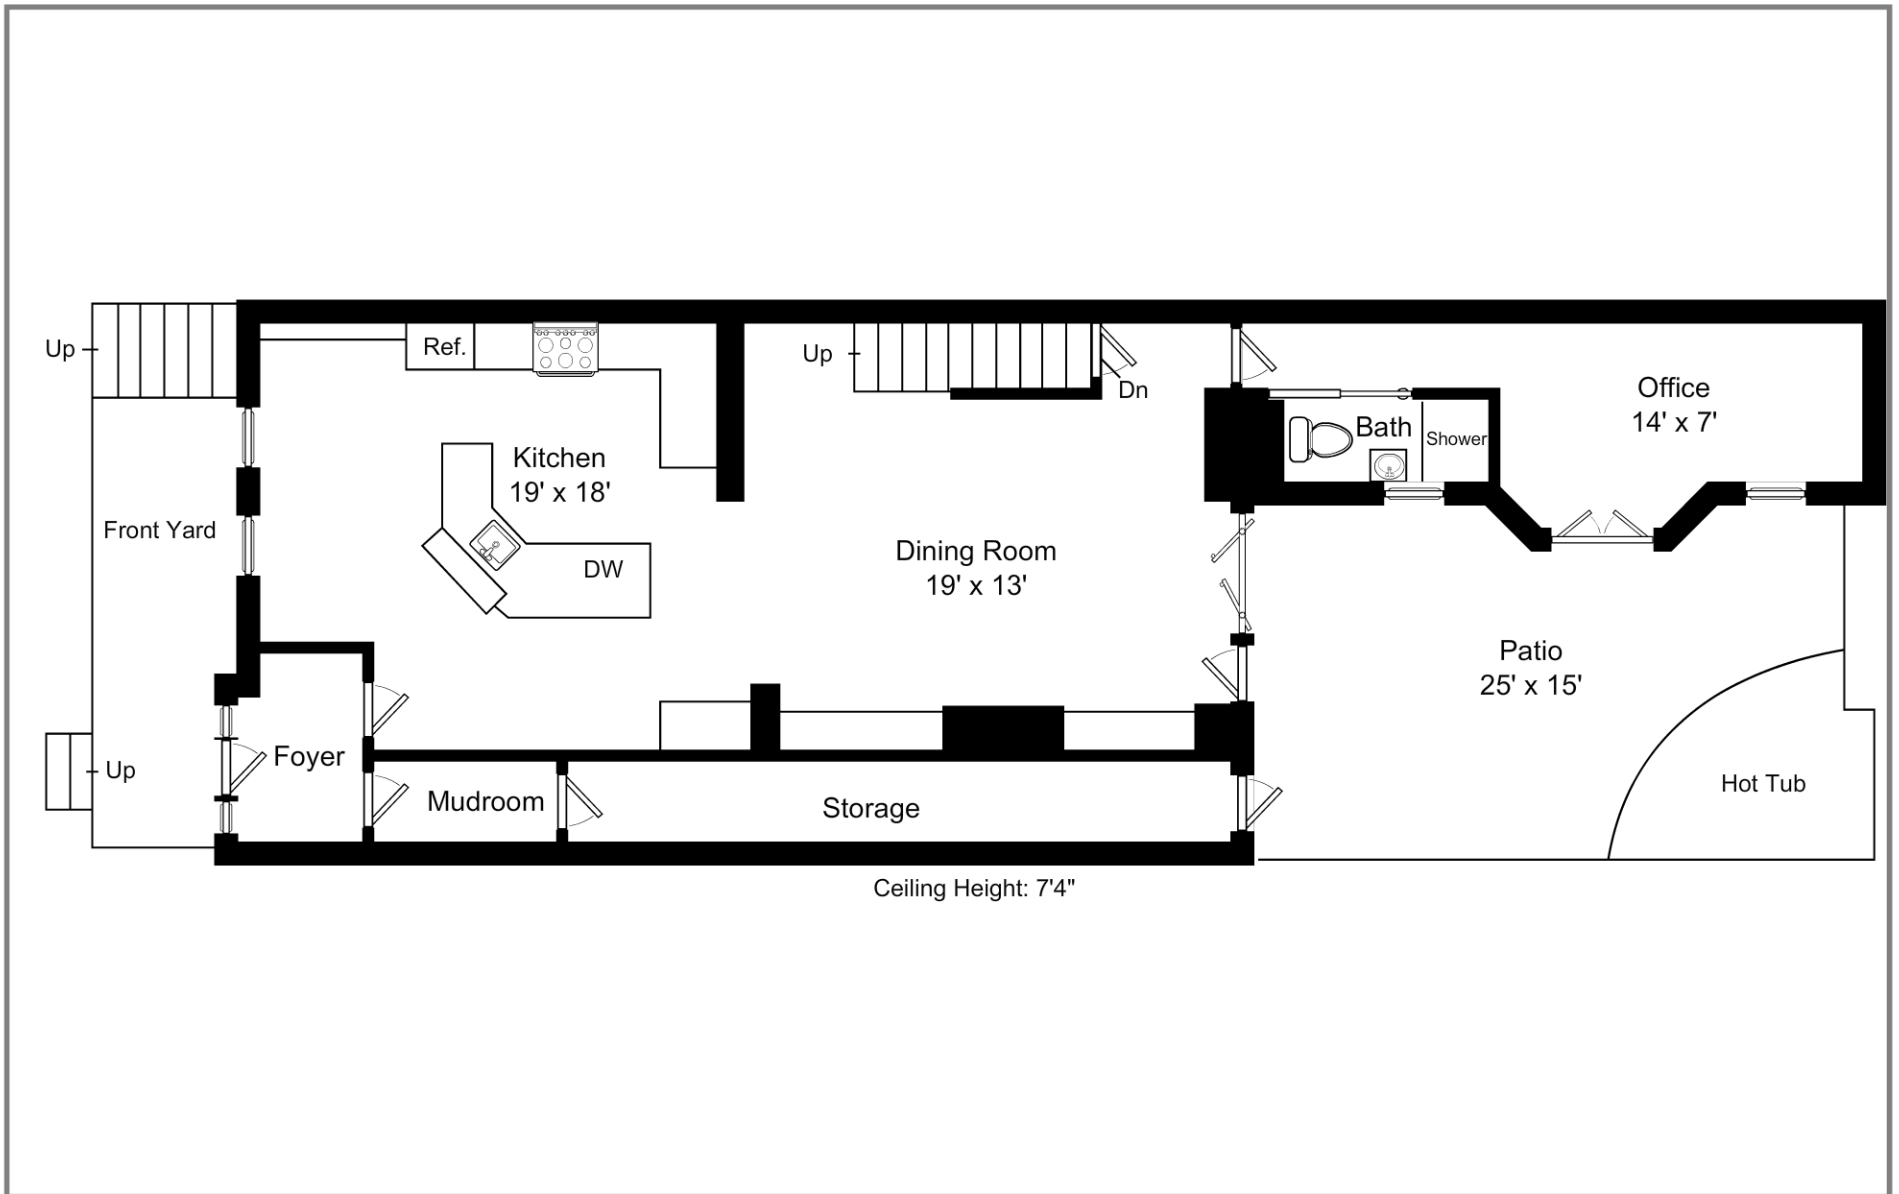 Up
Ref.
Up
Dn
Office
14' x 7'
Bath
Shower
Kitchen
19' x 18'
Front Yard
Dining Room
19' x 13'
DW
Patio
25' x 15'
Foyer
Up
Mudroom
Storage
Hot Tub
Ceiling Height: 7'4"